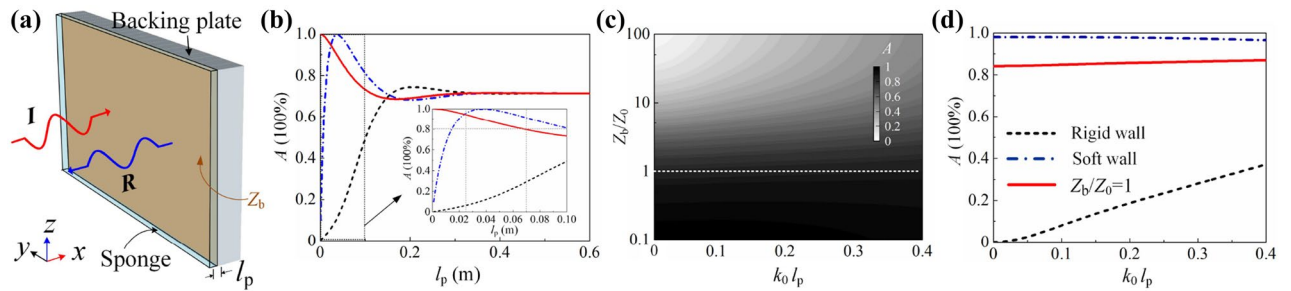 (a)
Backing plate
I
R
Z_b
z
y
x
Sponge
l_p
(b)
A (100%)
1.0
0.8
0.6
0.4
0.2
0
0
0.1
0.2
0.3
0.4
0.5
0.6
l_p (m)
A (100%)
1.0
0.8
0.6
0.4
0.2
0
0
0.02
0.04
0.06
0.08
0.10
l_p (m)
(c)
Z_b/Z_0
100
10
1
0.1
0
0.1
0.2
0.3
0.4
k_0 l_p
A
1
0.8
0.6
0.4
0.2
0
(d)
A (100%)
1.0
0.8
0.6
0.4
0.2
0
0
0.1
0.2
0.3
0.4
k_0 l_p
Rigid wall
Soft wall
Z_b/Z_0=1